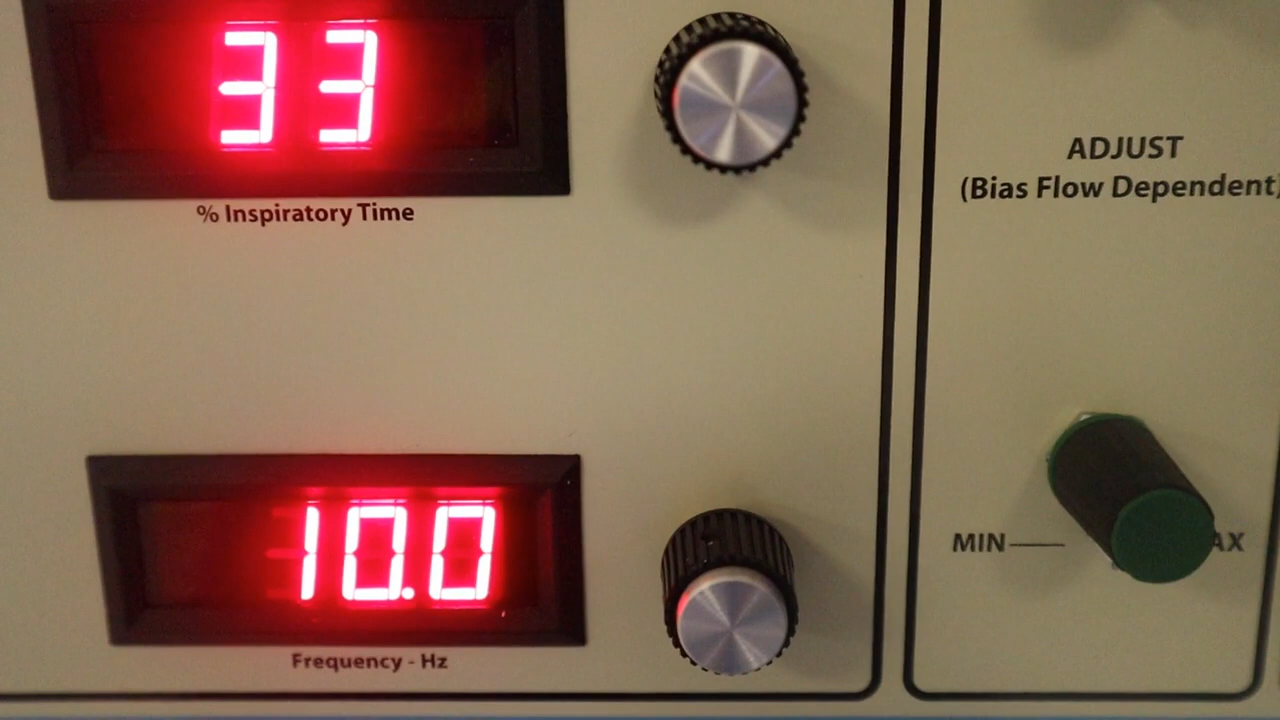 33
% Inspiratory Time
10.0
Frequency - Hz
ADJUST
(Bias Flow Dependent)
MIN